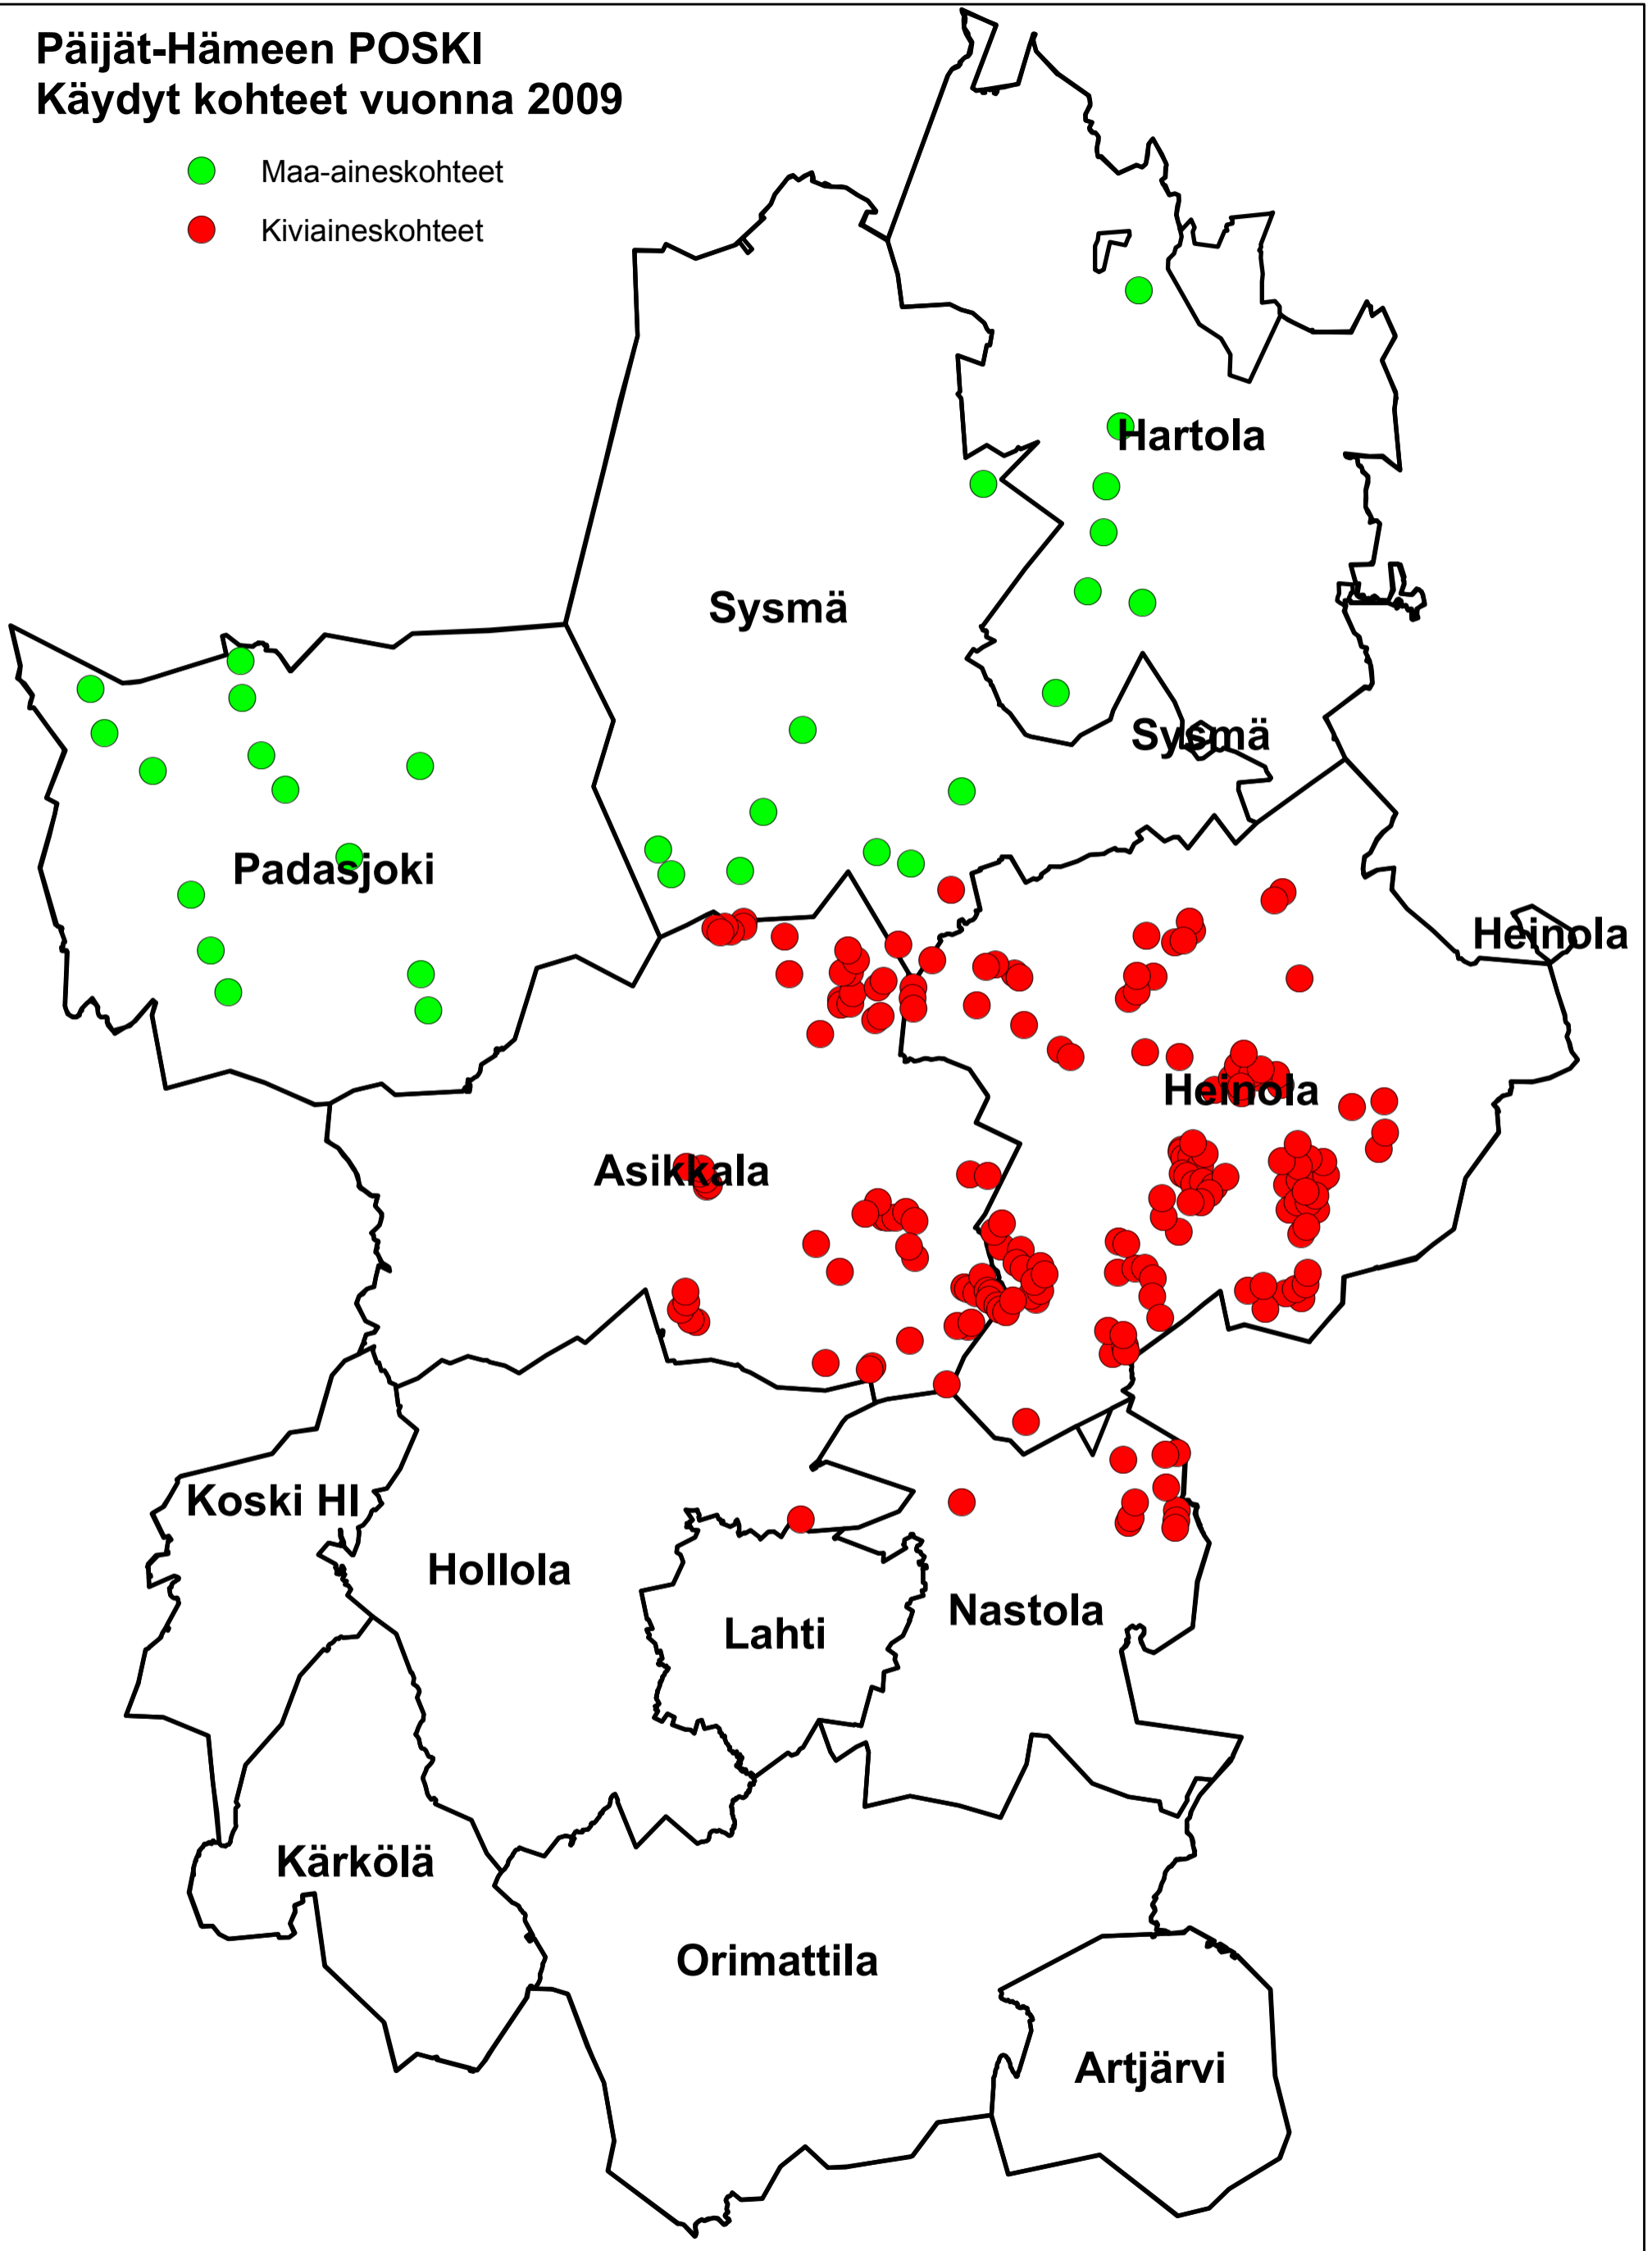 Päijät-Hämeen POSKI
Käydyt kohteet vuonna 2009
Maa-aineskohteet
Kiviaineskohteet
Hartola
Sysmä
Sysmä
Padasjoki
Heinola
Heinola
Asikkala
Koski Hl
Hollola
Nastola
Lahti
Kärkölä
Orimattila
Artjärvi